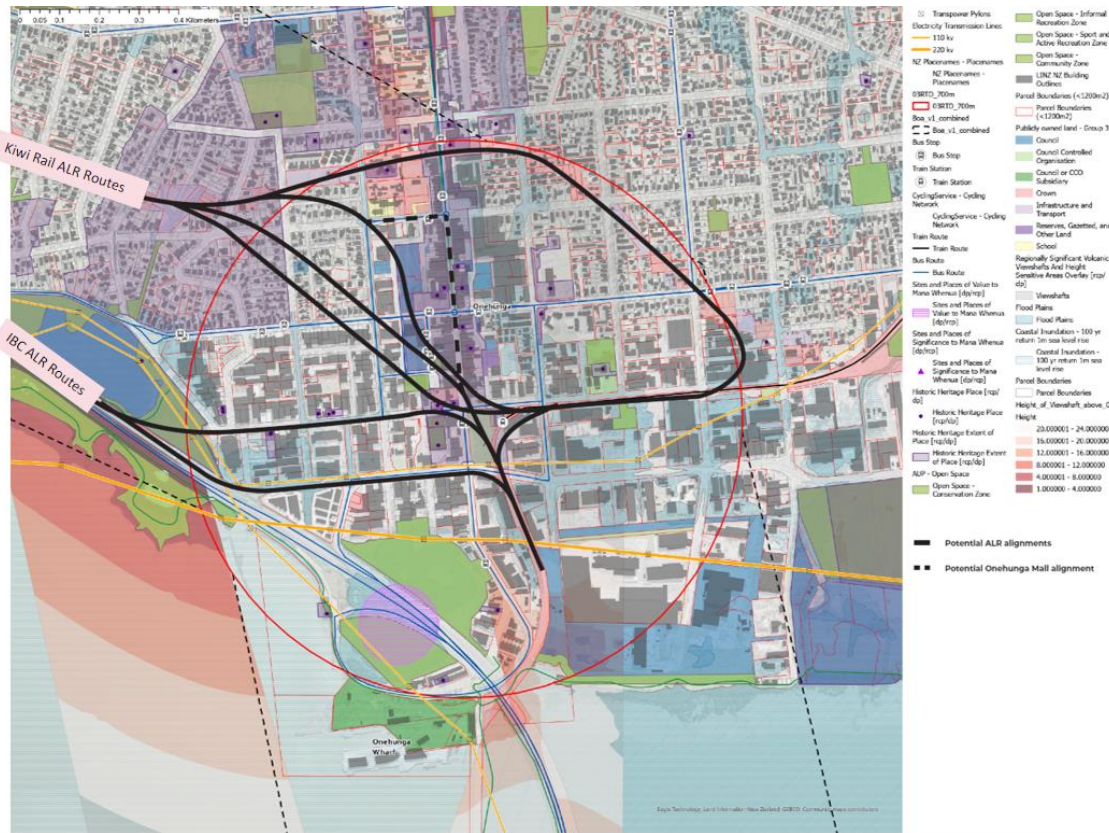 0 0.05 0.1 0.2 0.3 0.4 Kilometers
Kiwi Rail ALR Routes
IBC ALR Routes
Onehunga
Onehunga
Wharf
Transpower Pylons
Electricity Transmission Lines
110 kv
220 kv
NZ Placenames - Placenames
NZ Placenames -
Placenames
03RTD_700m
03RTD_700m
Boa_v1_combined
Boa_v1_combined
Bus Stop
Bus Stop
Train Station
Train Station
CyclingService - Cycling
Network
CyclingService - Cycling
Network
Train Route
Train Route
Bus Route
Bus Route
Sites and Places of Value to
Mana Whenua [dp/rcp]
Sites and Places of
Value to Mana Whenua
[dp/rcp]
Sites and Places of
Significance to Mana
Whenua [dp/rcp]
Sites and Places of
Significance to Mana
Whenua [dp/rcp]
Historic Heritage Place [rcp/
dp]
Historic Heritage Place
[rcp/dp]
Historic Heritage Extent of
Place [rcp/dp]
Historic Heritage Extent
of Place [rcp/dp]
AUP - Open Space
Open Space -
Conservation Zone
Open Space - Informal
Recreation Zone
Open Space - Sport and
Active Recreation Zone
Open Space -
Community Zone
LINZ NZ Building
Outlines
Parcel Boundaries (<1200m2)
Parcel Boundaries
(<1200m2)
Publicly owned land - Group 1
Council
Council Controlled
Organisation
Council or CCO
Subsidiary
Crown
Infrastructure and
Transport
Reserves, Gazetted, and
Other Land
School
Regionally Significant Volcanic
Viewshafts And Height
Sensitive Areas Overlay [rcp/
dp]
Viewshafts
Flood Plains
Flood Plains
Coastal Inundation - 100 yr
return 1m sea level rise
Coastal Inundation -
100 yr return 1m sea
level rise
Parcel Boundaries
Parcel Boundaries
Height_of_Viewshaft_above_G
Height
20.000001 - 24.000000
16.000001 - 20.000000
12.000001 - 16.000000
8.000001 - 12.000000
4.000001 - 8.000000
1.000000 - 4.000000
Potential ALR alignments
Potential Onehunga Mall alignment
Eagle Technology, Land Information New Zealand, GEBCO, Community maps contributors